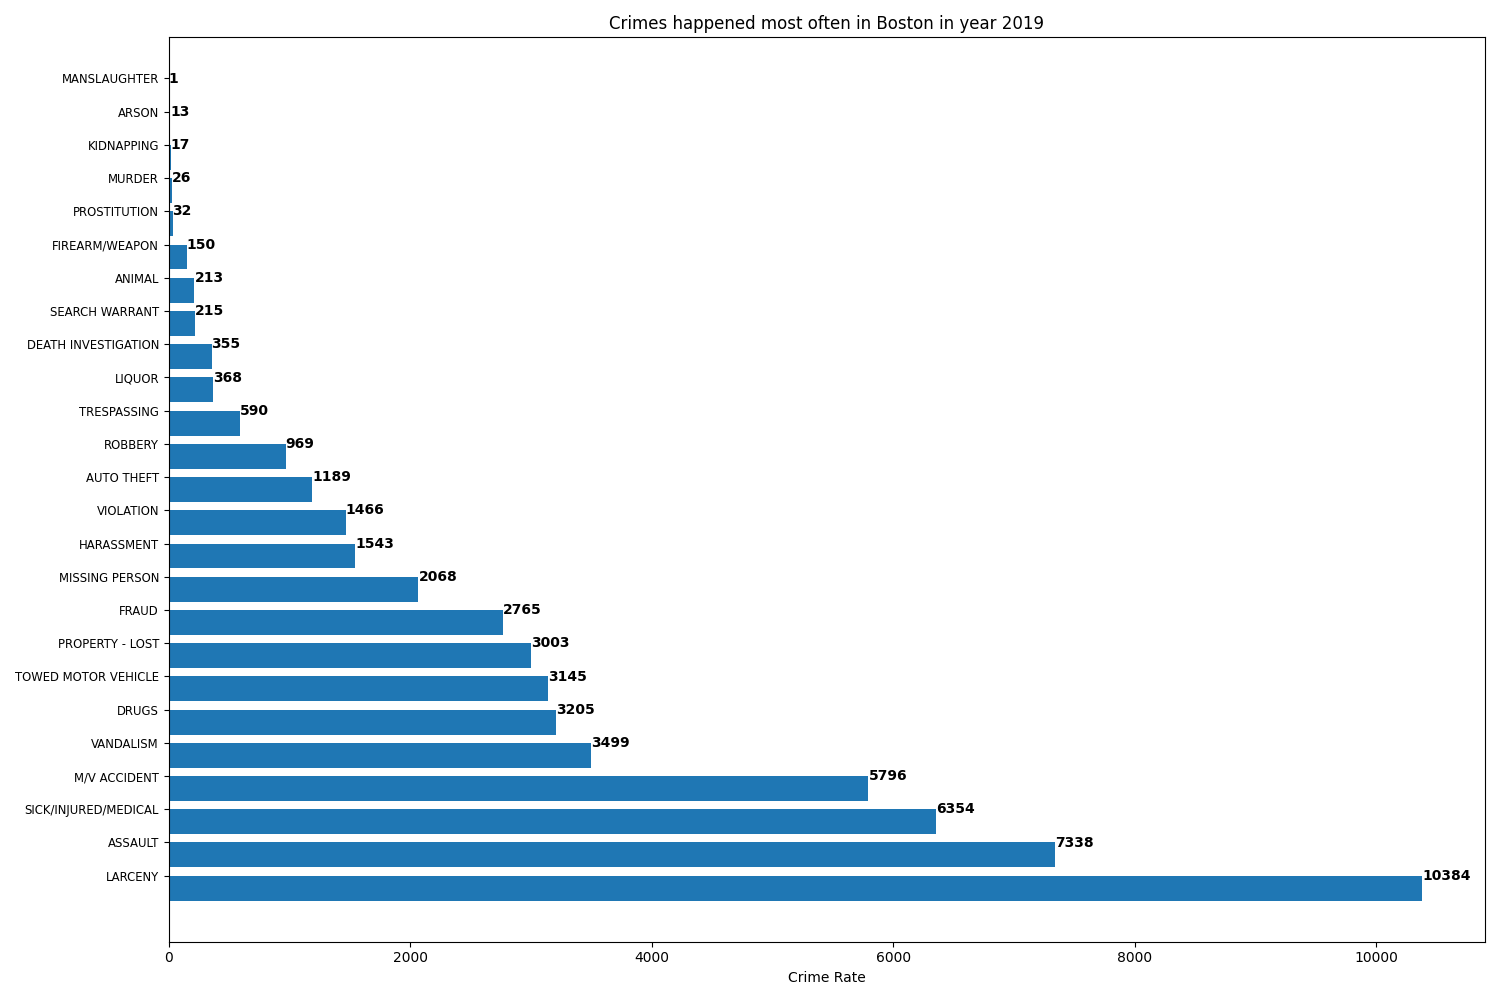 Crimes happened most often in Boston in year 2019
MANSLAUGHTER 1
ARSON 13
KIDNAPPING 17
MURDER 26
PROSTITUTION 32
FIREARM/WEAPON 150
ANIMAL 213
SEARCH WARRANT 215
DEATH INVESTIGATION 355
LIQUOR 368
TRESPASSING 590
ROBBERY 969
AUTO THEFT 1189
VIOLATION 1466
HARASSMENT 1543
MISSING PERSON 2068
FRAUD 2765
PROPERTY - LOST 3003
TOWED MOTOR VEHICLE 3145
DRUGS 3205
VANDALISM 3499
M/V ACCIDENT 5796
SICK/INJURED/MEDICAL 6354
ASSAULT 7338
LARCENY 10384
0 2000 4000 6000 8000 10000
Crime Rate